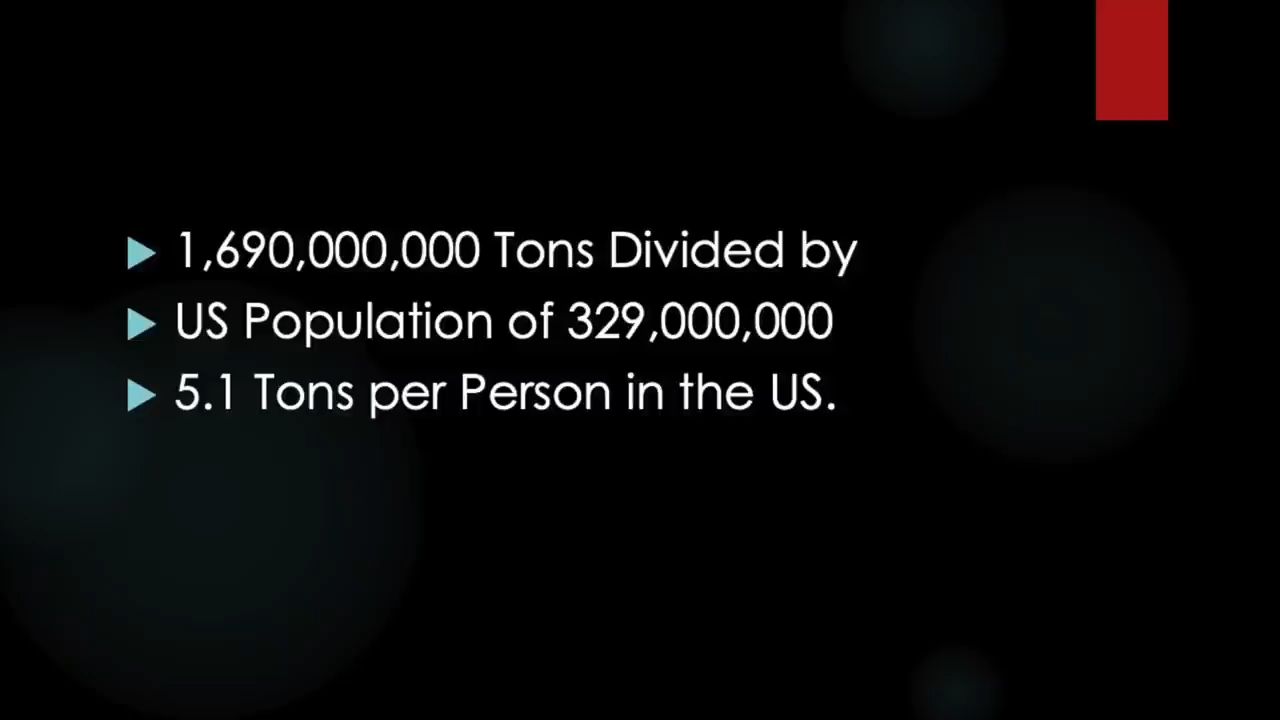 1,690,000,000 Tons Divided by
US Population of 329,000,000
5.1 Tons per Person in the US.